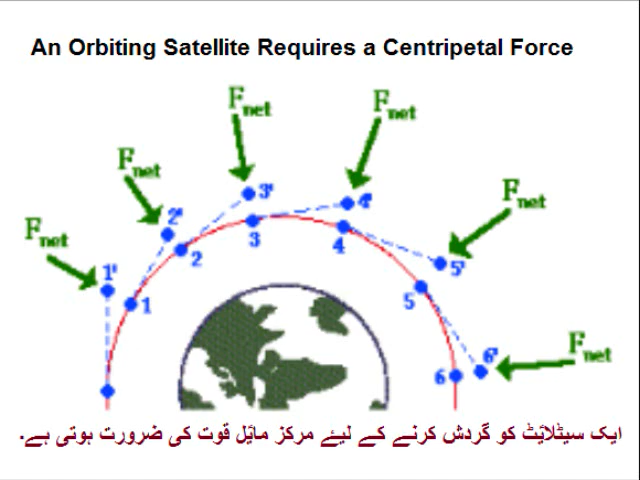 An Orbiting Satellite Requires a Centripetal Force
Fnet
Fnet
Fnet
Fnet
Fnet
Fnet
1'
2'
3'
4'
5'
6'
1
2
3
4
5
6
ایک سیٹلائیٹ کو گردش کرنے کے لیئے مرکز مائل قوت کی ضرورت ہوتی ہے۔